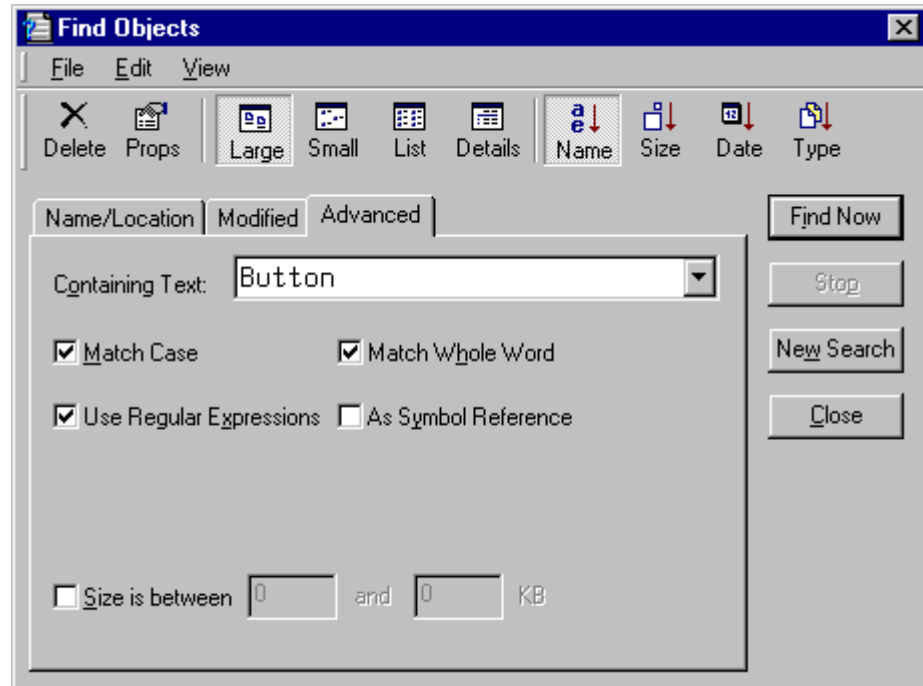 Find Objects
File Edit View
Delete Props Large Small List Details Name Size Date Type
Name/Location Modified Advanced
Find Now
Containing Text: Button
Stop
Match Case Match Whole Word
New Search
Use Regular Expressions As Symbol Reference
Close
Size is between 0 and 0 KB